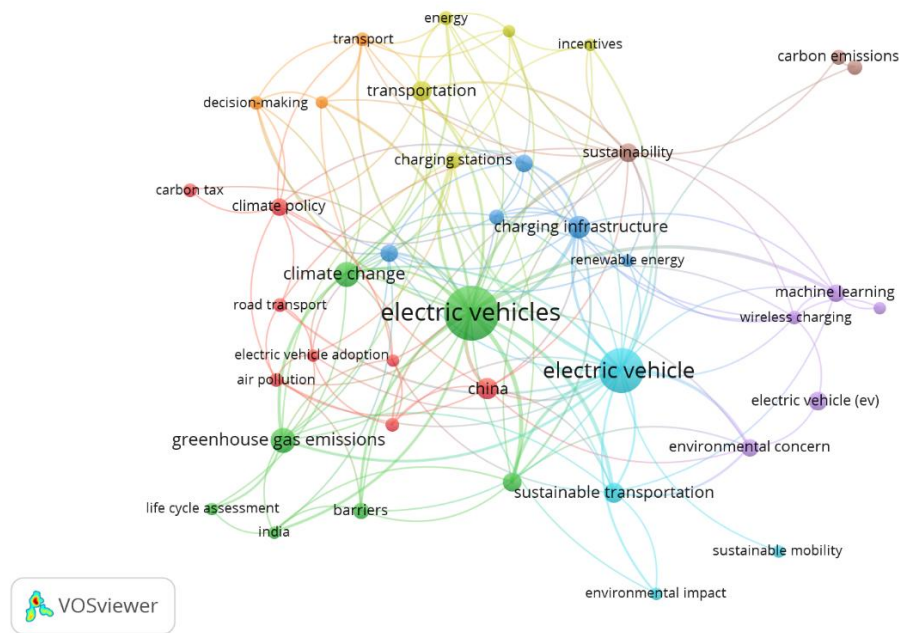 energy
transport
incentives
carbon emissions
transportation
decision-making
charging stations
sustainability
carbon tax
climate policy
charging infrastructure
renewable energy
climate change
machine learning
road transport
electric vehicles
wireless charging
electric vehicle adoption
electric vehicle
air pollution
china
electric vehicle (ev)
greenhouse gas emissions
environmental concern
sustainable transportation
life cycle assessment
barriers
india
sustainable mobility
environmental impact
VOSviewer